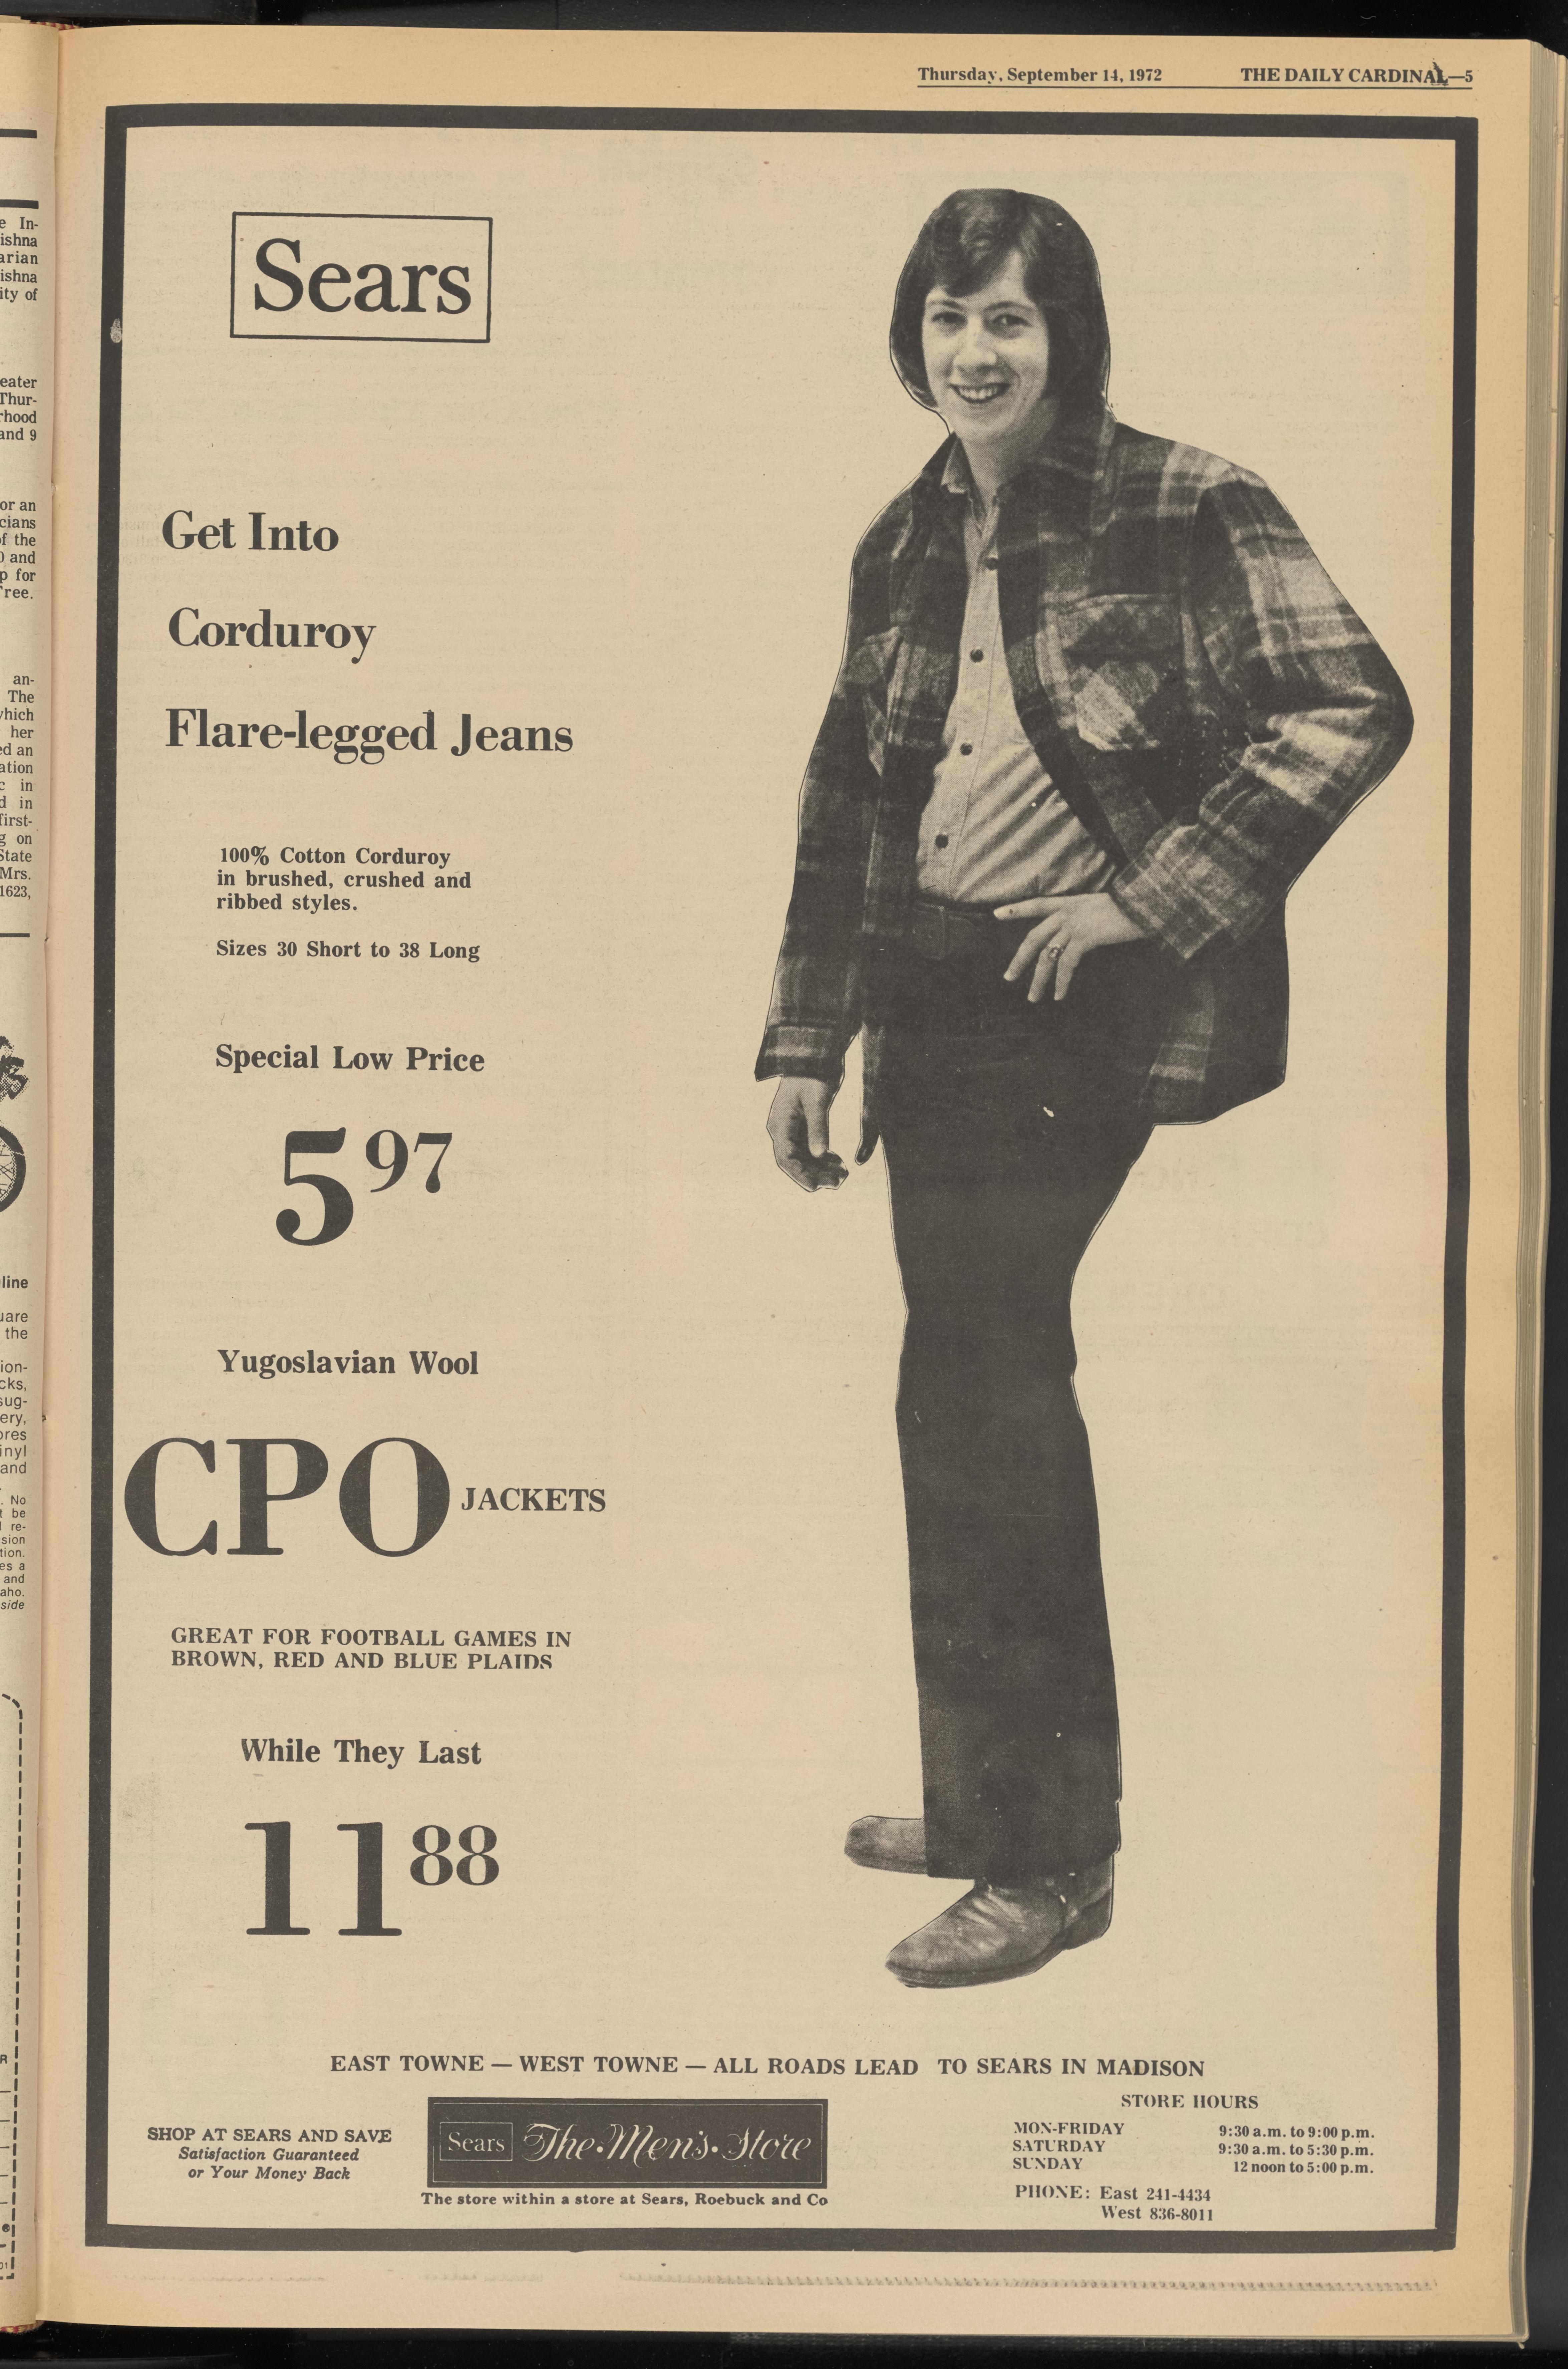 Thursday, September 14, 1972 THE DAILY CARDINAL—5
Sears
Get Into
Corduroy
Flare-legged Jeans
100% Cotton Corduroy
in brushed, crushed and
ribbed styles.
Sizes 30 Short to 38 Long
Special Low Price
5 97
Yugoslavian Wool
CPO JACKETS
GREAT FOR FOOTBALL GAMES IN
BROWN, RED AND BLUE PLAIDS
While They Last
11 88
EAST TOWNE — WEST TOWNE — ALL ROADS LEAD TO SEARS IN MADISON
SHOP AT SEARS AND SAVE
Satisfaction Guaranteed
or Your Money Back
Sears The Men's Store
The store within a store at Sears, Roebuck and Co
STORE HOURS
MON-FRIDAY 9:30 a.m. to 9:00 p.m.
SATURDAY 9:30 a.m. to 5:30 p.m.
SUNDAY 12 noon to 5:00 p.m.
PHONE: East 241-4434
West 836-8011